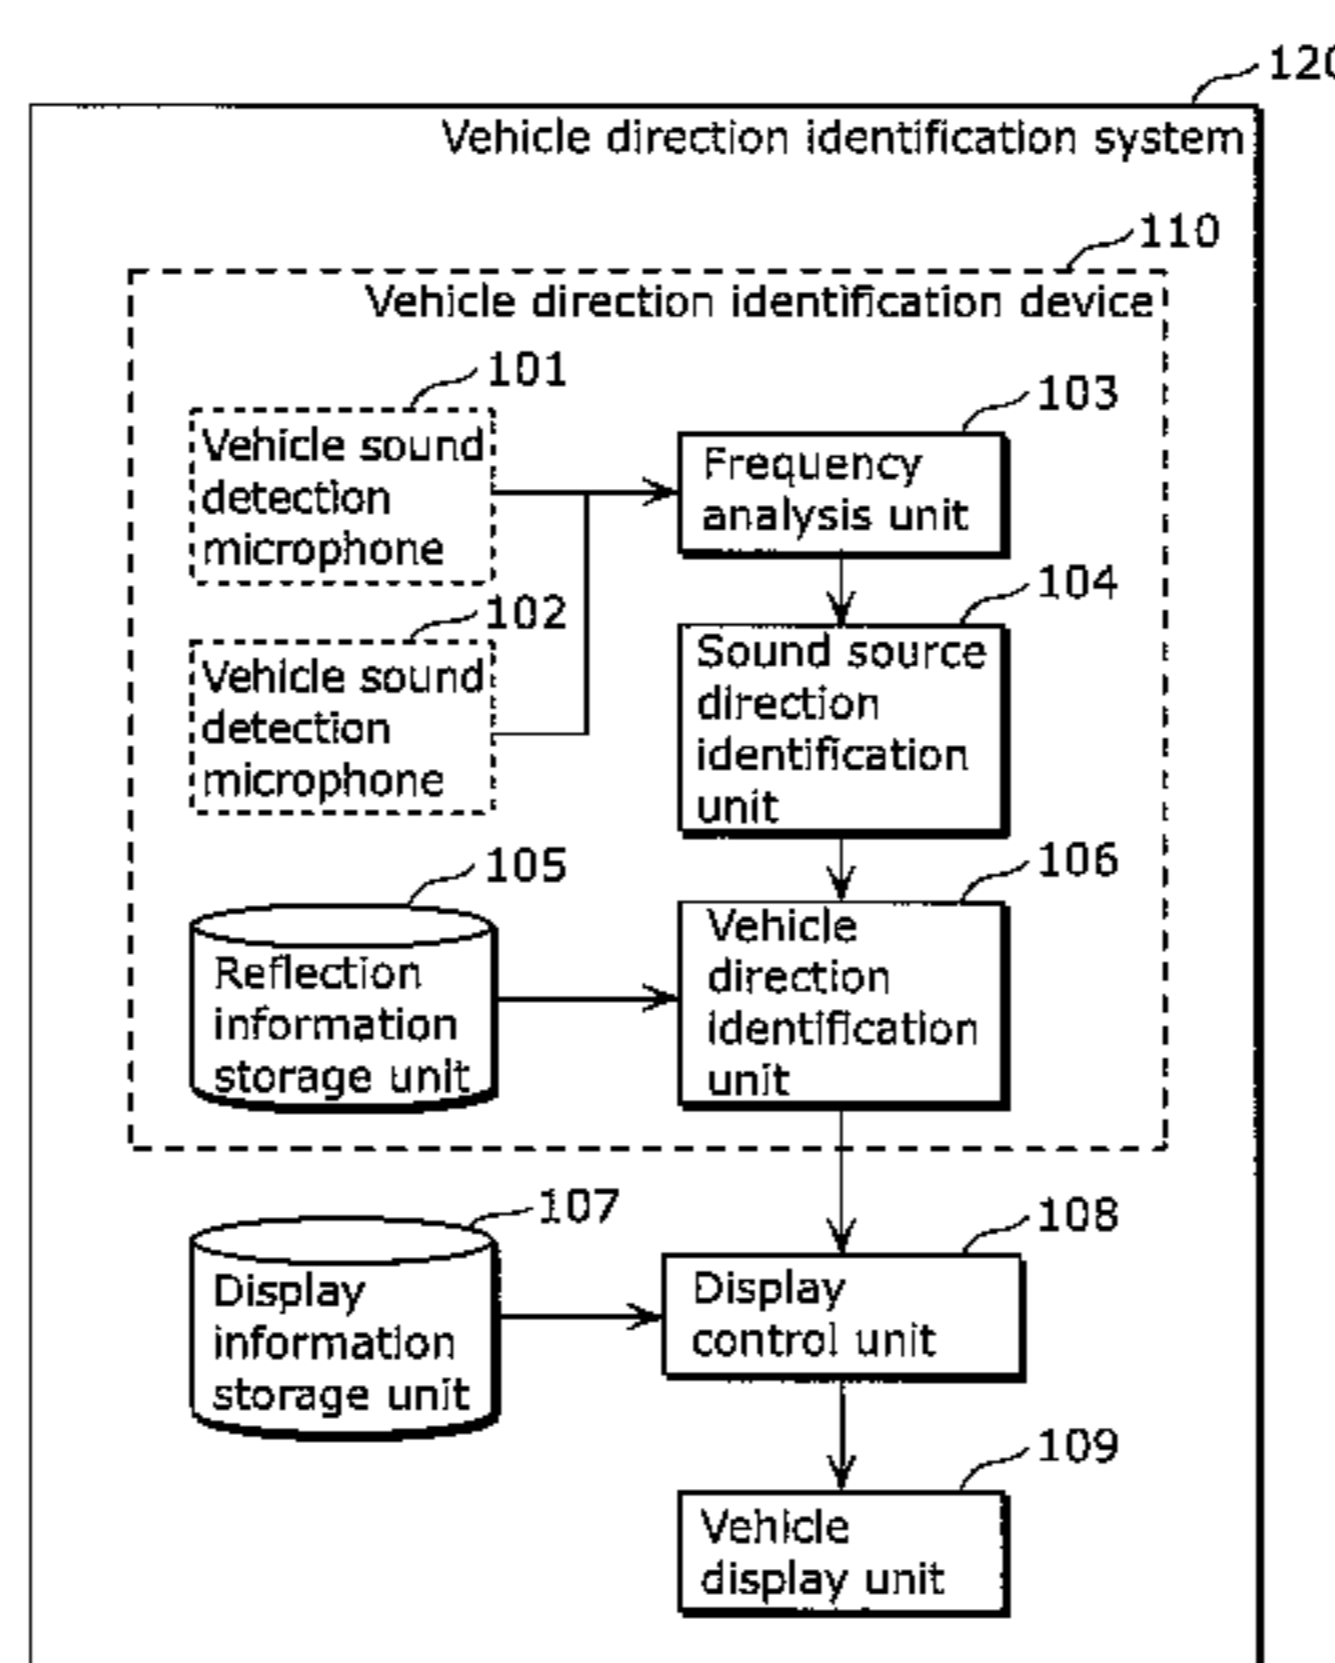 120
Vehicle direction identification system
110
Vehicle direction identification device
101
Vehicle sound
detection
microphone
103
Frequency
analysis unit
102
Vehicle sound
detection
microphone
104
Sound source
direction
identification
unit
105
Reflection
information
storage unit
106
Vehicle
direction
identification
unit
107
Display
information
storage unit
108
Display
control unit
109
Vehicle
display unit